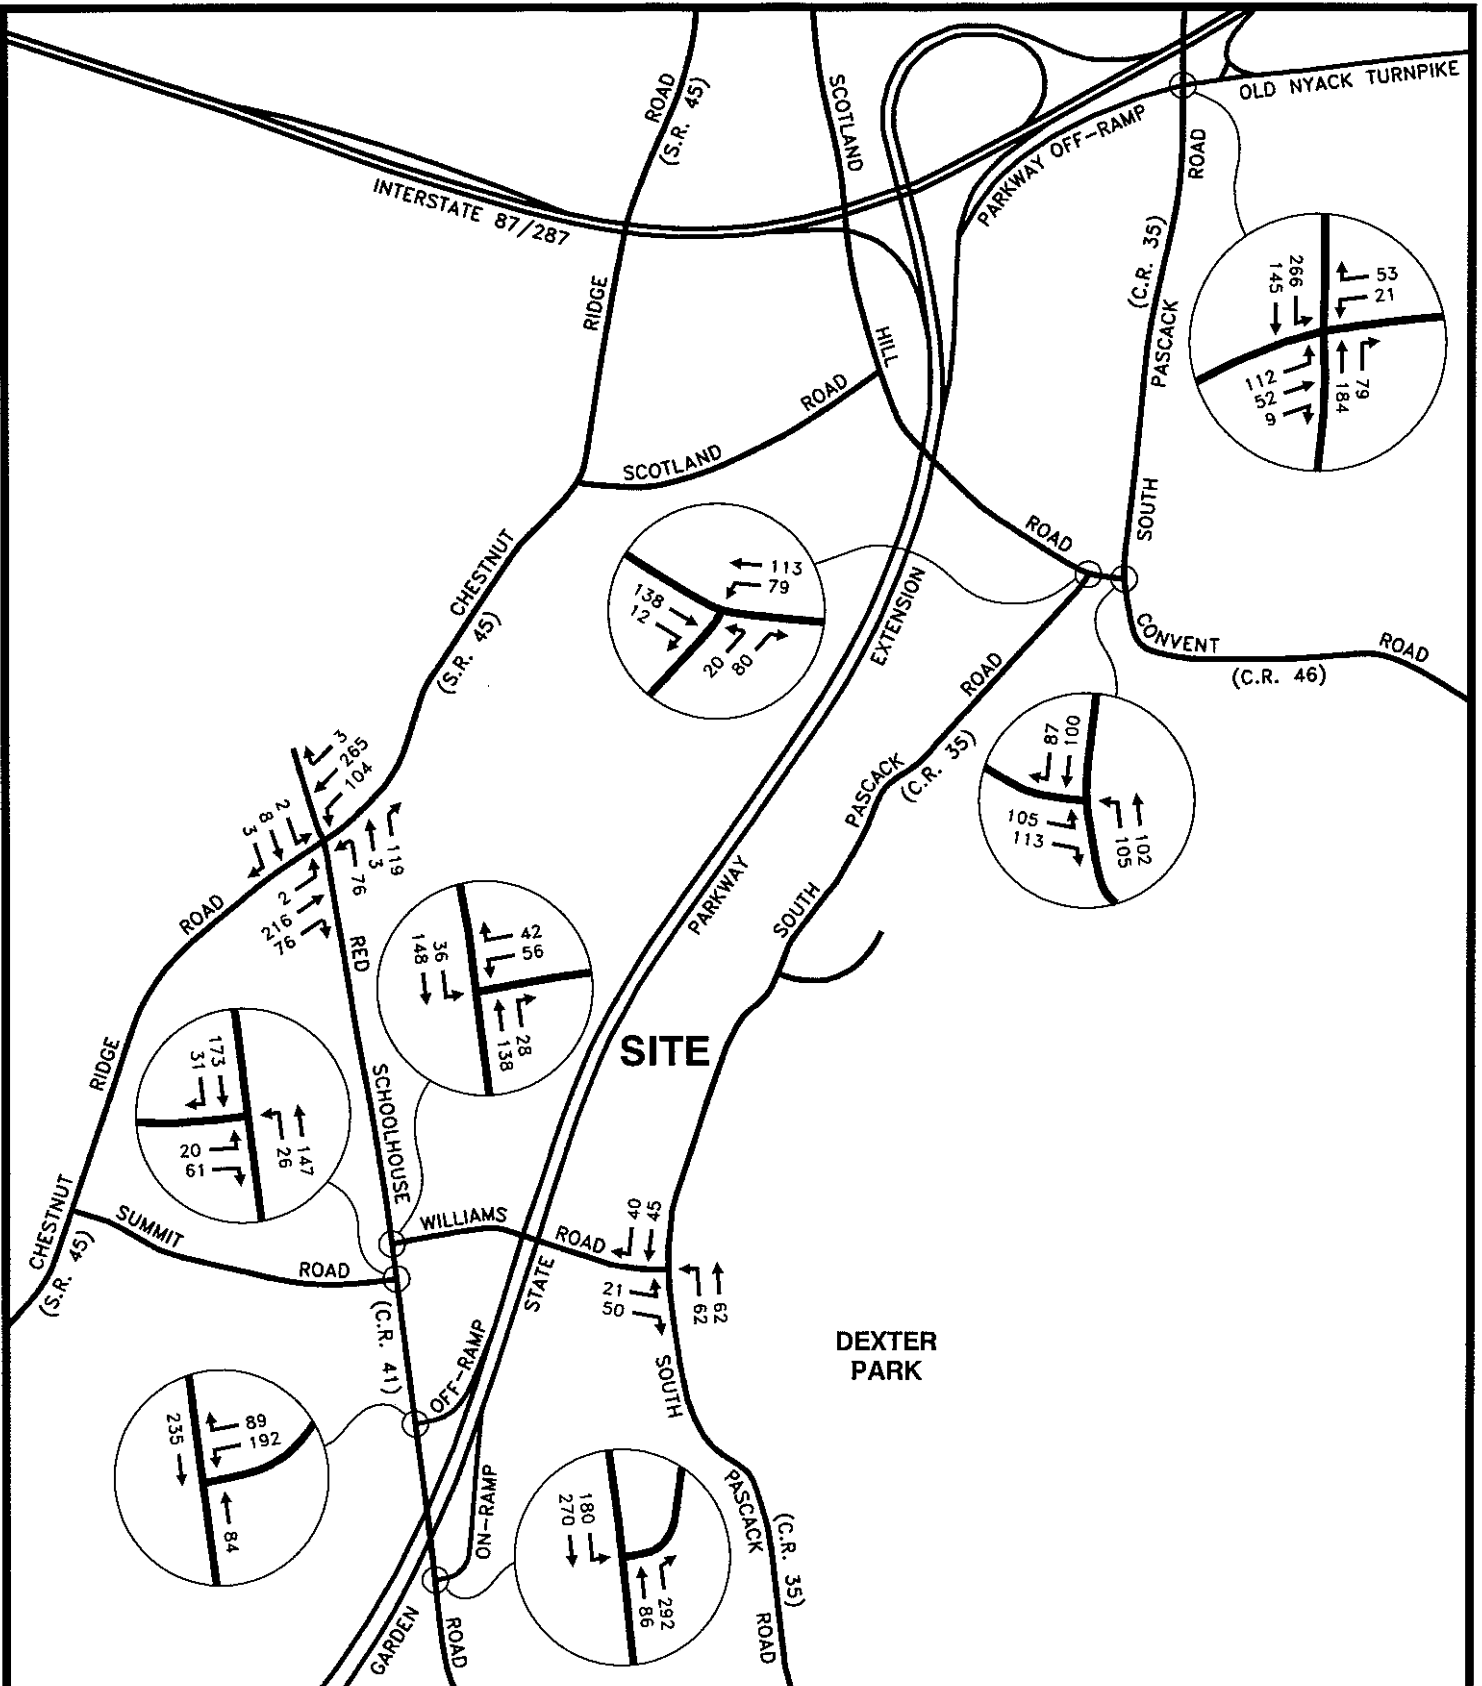 ROAD
(S.R. 45)
SCOTLAND
OLD NYACK TURNPIKE
PARKWAY OFF-RAMP
ROAD
INTERSTATE 87/287
(C.R. 35)
RIDGE
HILL
PASCACK
266
145
53
21
112
52
9
79
184
ROAD
SCOTLAND
SOUTH
ROAD
CHESTNUT
(S.R. 45)
113
79
138
12
20
80
EXTENSION
CONVENT
ROAD
(C.R. 46)
ROAD
PASCACK
(C.R. 35)
87
100
105
113
102
105
3
265
104
2
8
3
119
3
76
2
216
76
ROAD
RED
PARKWAY
SOUTH
36
148
42
56
28
138
SITE
RIDGE
SCHOOLHOUSE
173
31
20
61
147
26
CHESTNUT
(S.R. 45)
SUMMIT
ROAD
WILLIAMS
ROAD
STATE
40
45
21
50
62
62
(C.R. 41)
OFF-RAMP
SOUTH
DEXTER
PARK
235
89
192
84
ON-RAMP
180
270
292
86
PASCACK
(C.R. 35)
GARDEN
ROAD
ROAD